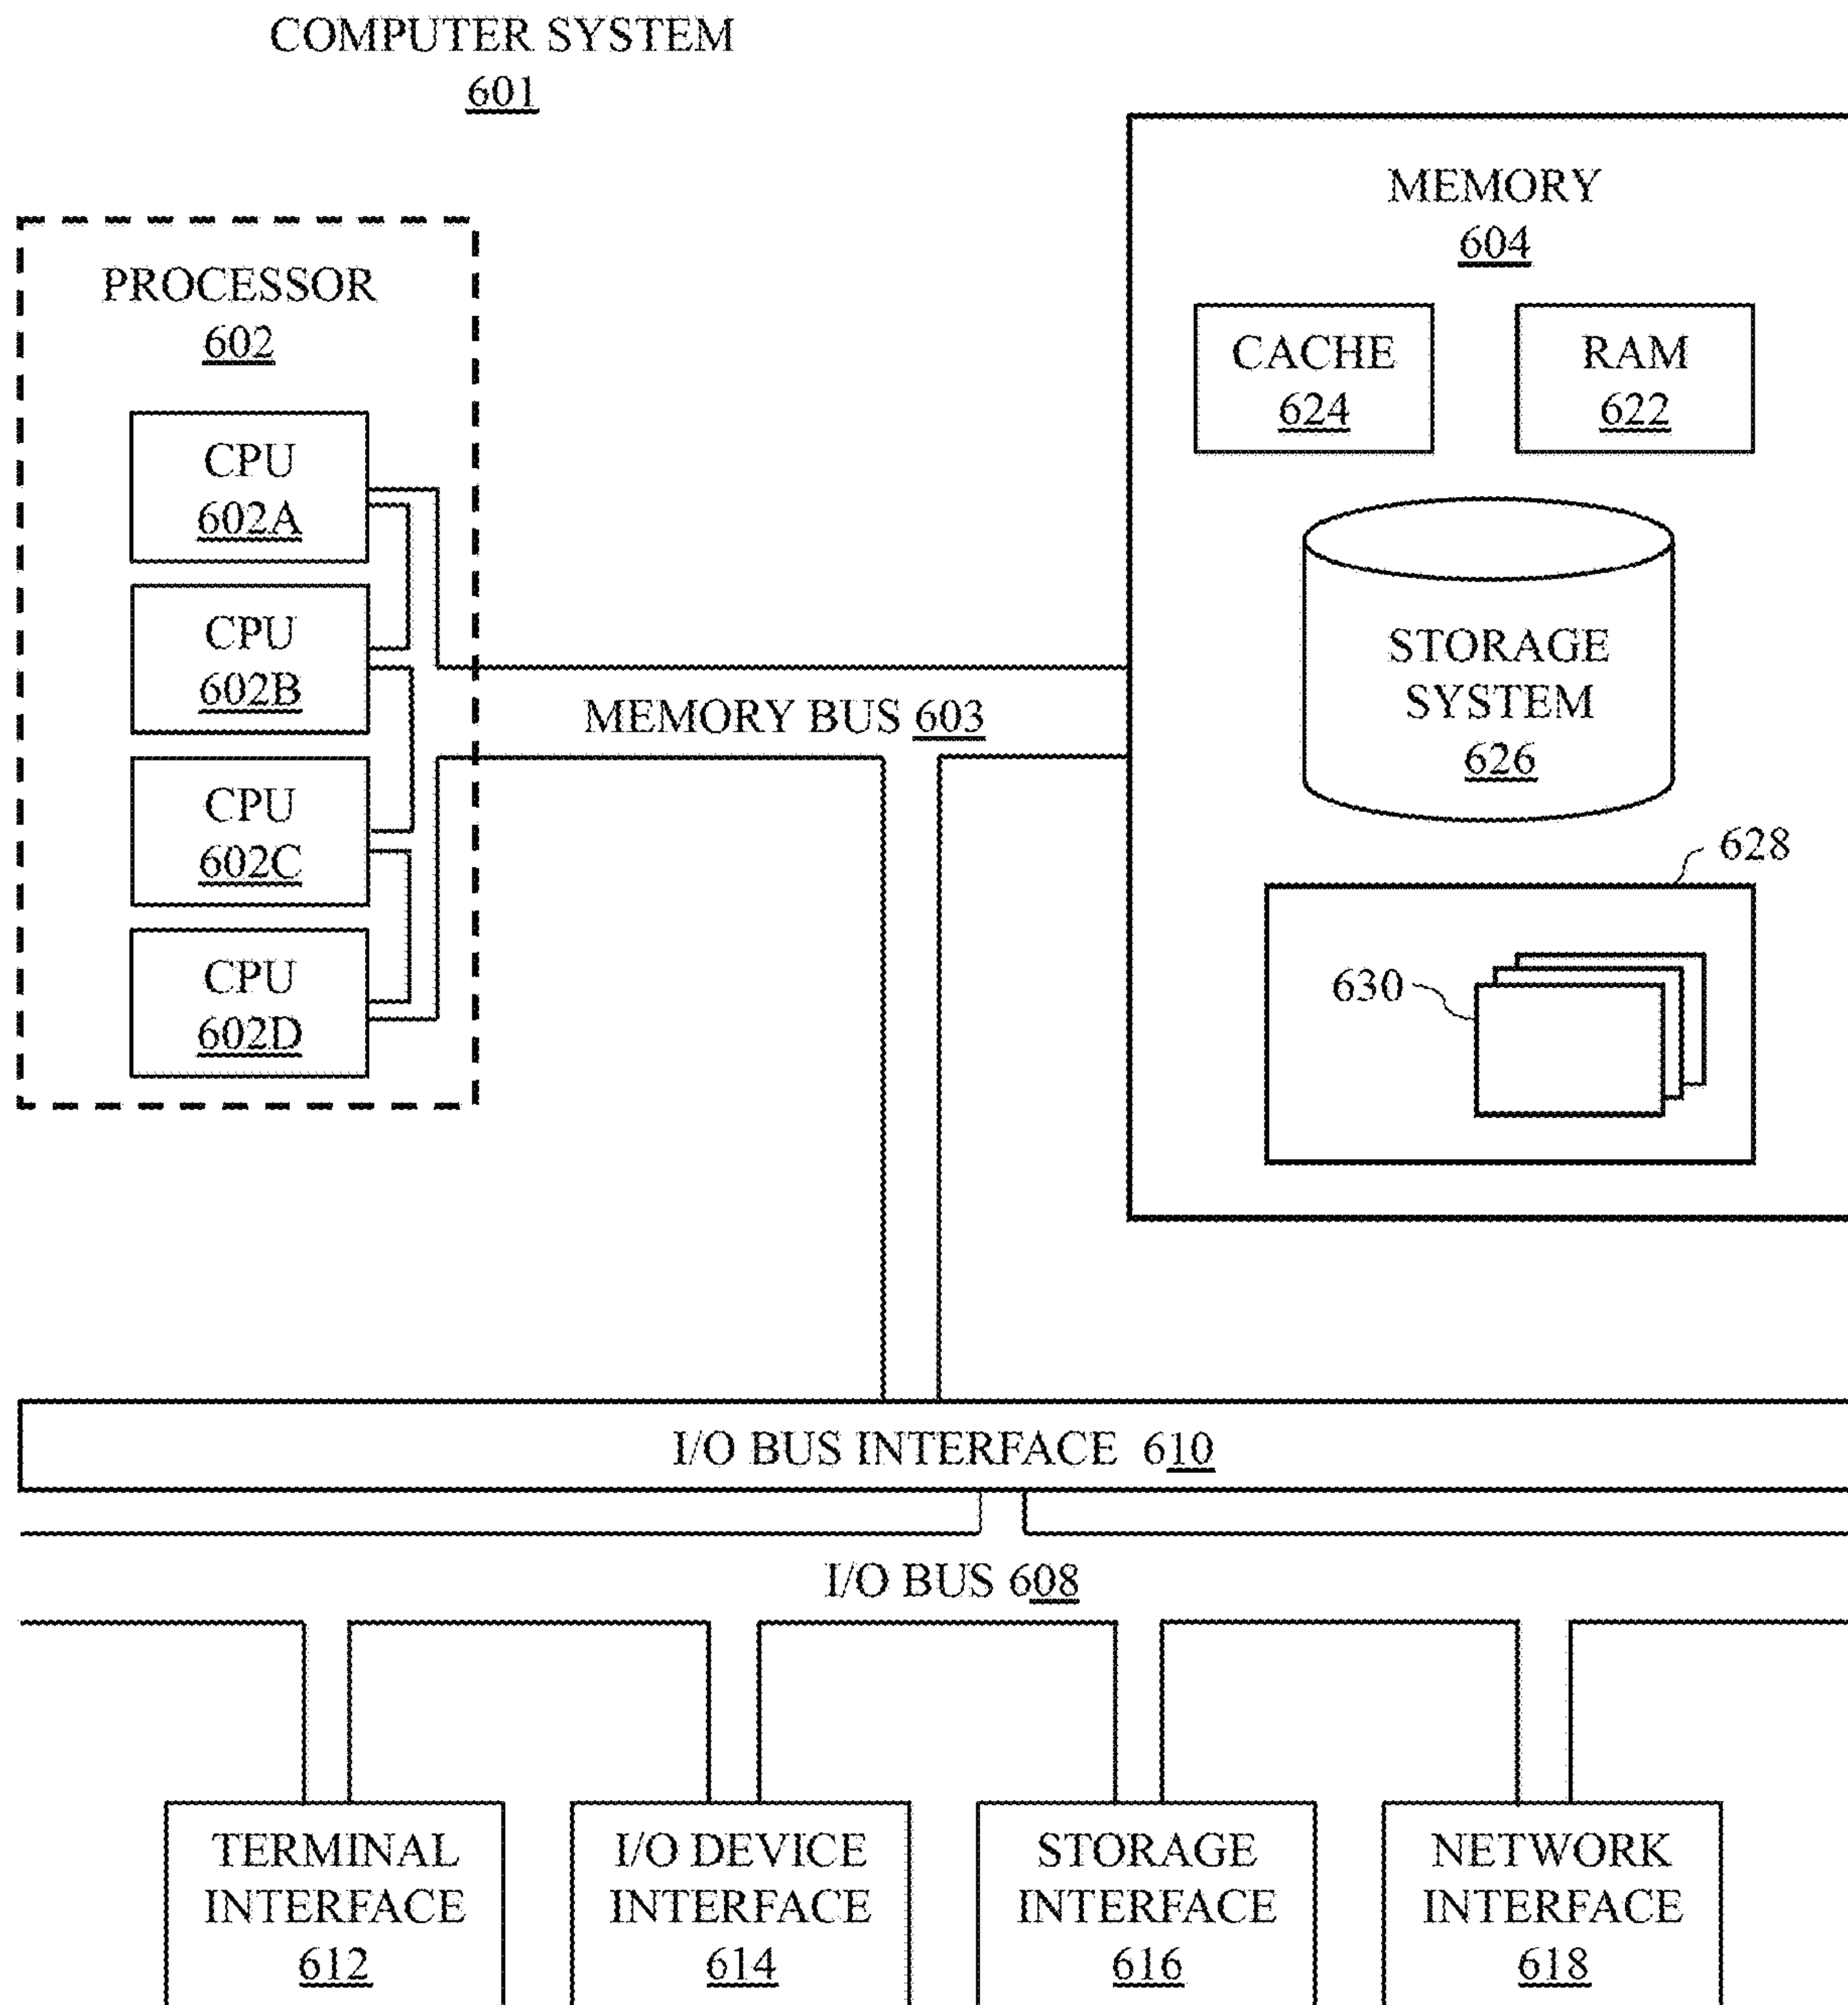 COMPUTER SYSTEM
601
PROCESSOR
602
CPU
602A
CPU
602B
CPU
602C
CPU
602D
MEMORY BUS 603
MEMORY
604
CACHE
624
RAM
622
STORAGE
SYSTEM
626
628
630
I/O BUS INTERFACE 610
I/O BUS 608
TERMINAL
INTERFACE
612
I/O DEVICE
INTERFACE
614
STORAGE
INTERFACE
616
NETWORK
INTERFACE
618